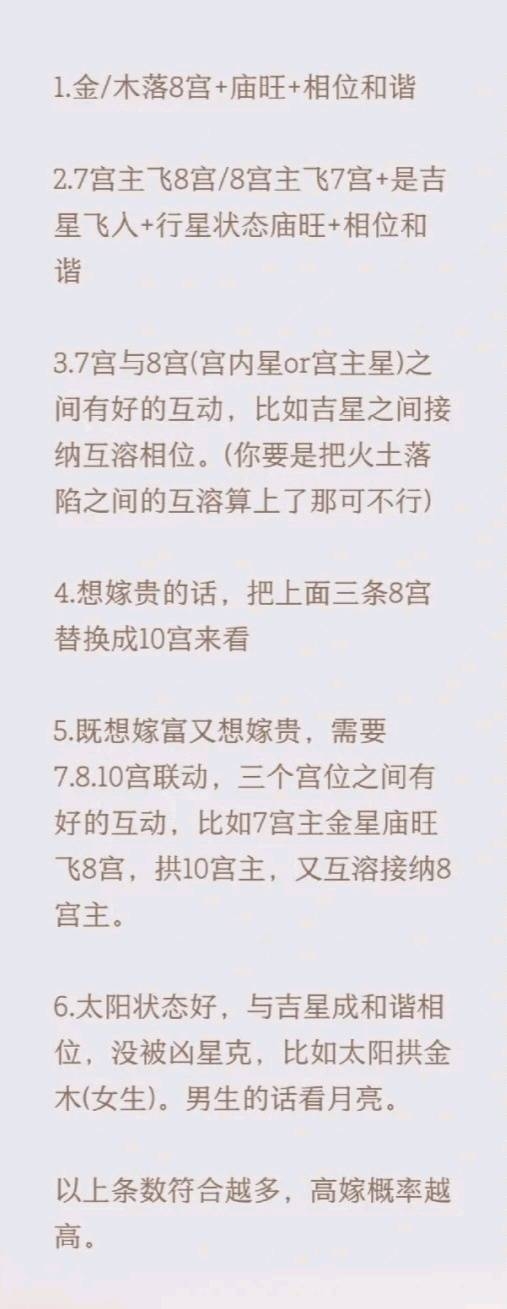 1.金/木落8宫+庙旺+相位和谐
2.7宫主飞8宫/8宫主飞7宫+是吉
星飞入+行星状态庙旺+相位和
谐
3.7宫与8宫(宫内星or宫主星)之
间有好的互动，比如吉星之间接
纳互溶相位。(你要是把火土落
陷之间的互溶算上了那可不行)
4.想嫁贵的话，把上面三条8宫
替换成10宫来看
5.既想嫁富又想嫁贵，需要
7.8.10宫联动，三个宫位之间有
好的互动，比如7宫主金星庙旺
飞8宫，拱10宫主，又互溶接纳8
宫主。
6.太阳状态好，与吉星成和谐相
位，没被凶星克，比如太阳拱金
木(女生)。男生的话看月亮。
以上条数符合越多，高嫁概率越
高。